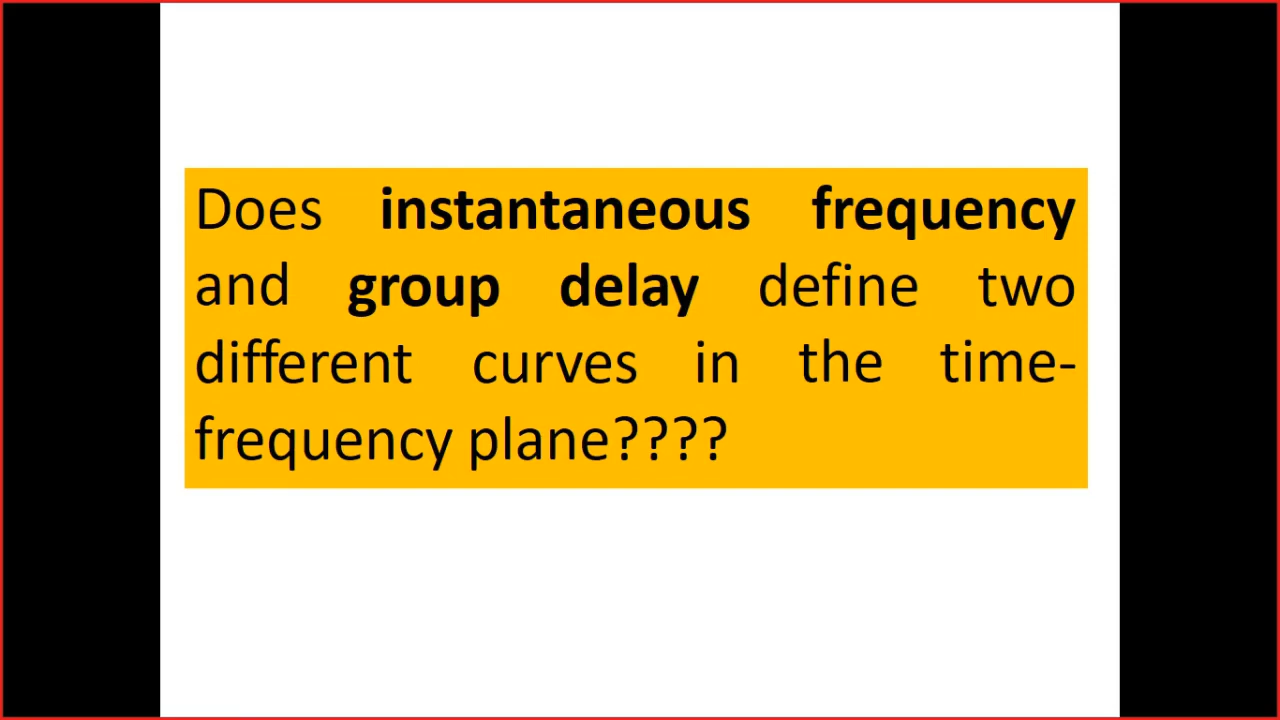 Does instantaneous frequency
and group delay define two
different curves in the time-
frequency plane????